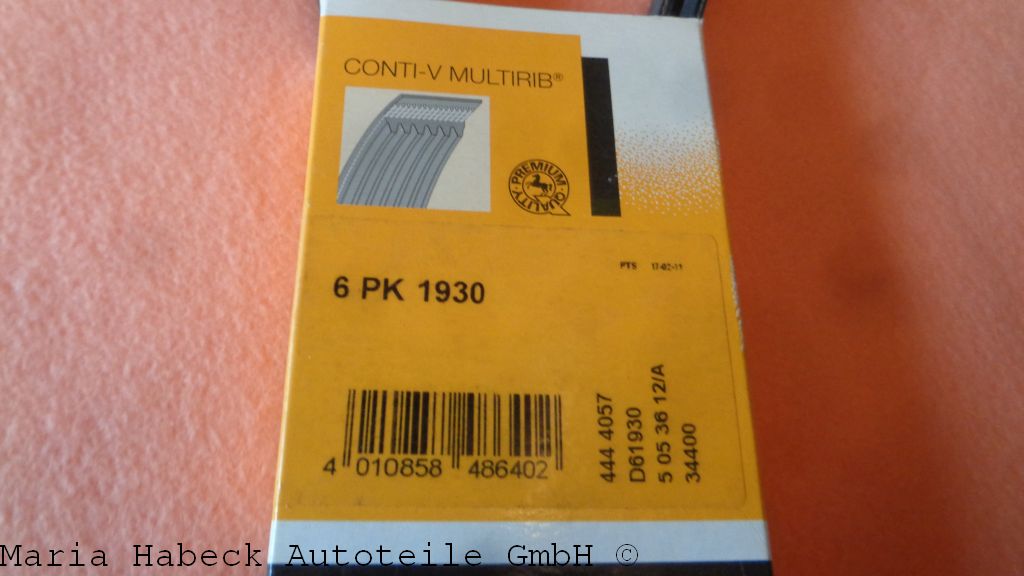 CONTI-V MULTIRIB®
PREMIUM QUALITY
PTS 17-02-11
6 PK 1930
4 010858 486402
444 4057
D61930
5 05 36 12/A
34400
Maria Habeck Autoteile GmbH ©